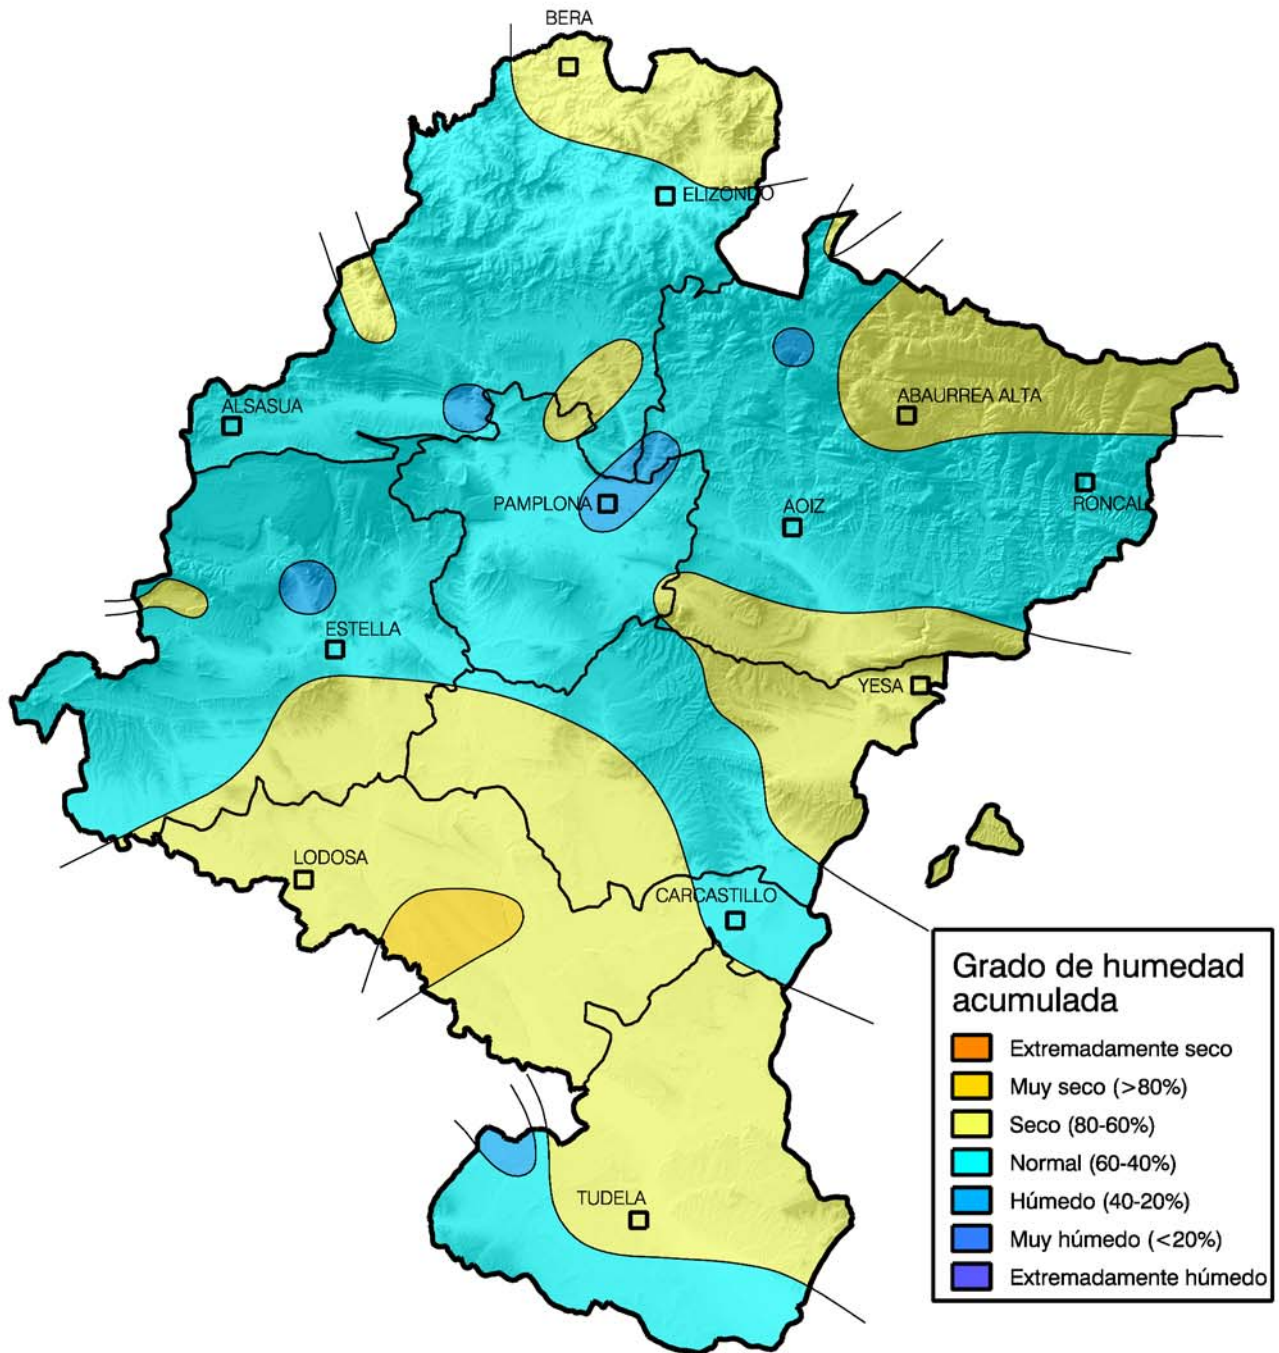 BERA
ELIZONDO
ALSASUA
ABAURREA ALTA
PAMPLONA
AOIZ
RONCAL
ESTELLA
YESA
LODOSA
CARCASTILLO
TUDELA
Grado de humedad
acumulada
Extremadamente seco
Muy seco (>80%)
Seco (80-60%)
Normal (60-40%)
Húmedo (40-20%)
Muy húmedo (<20%)
Extremadamente húmedo